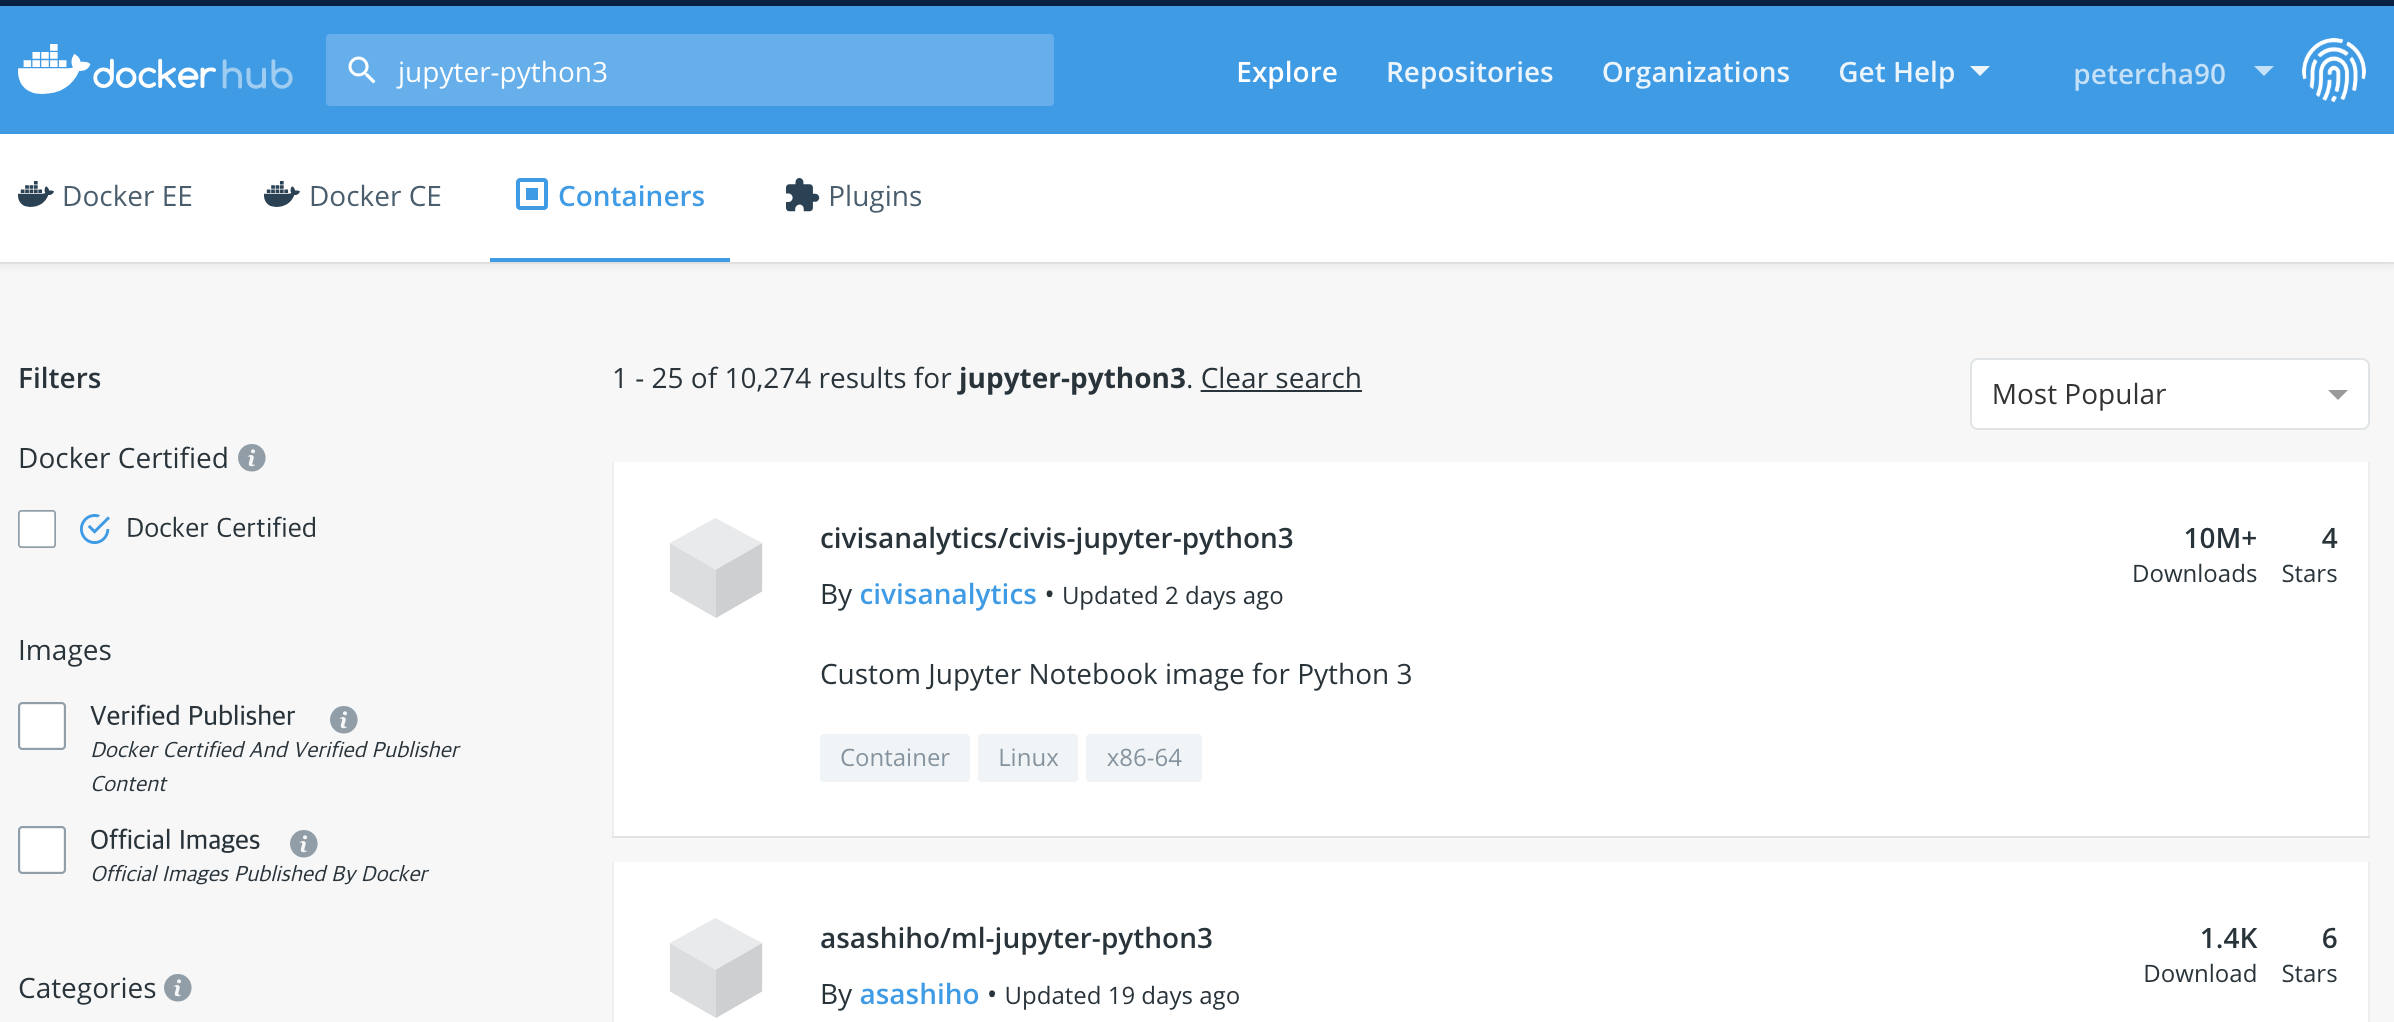 dockerhub
jupyter-python3
Explore
Repositories
Organizations
Get Help
petercha90
Docker EE
Docker CE
Containers
Plugins
Filters
1 - 25 of 10,274 results for jupyter-python3. Clear search
Most Popular
Docker Certified
Docker Certified
Images
Verified Publisher
Docker Certified And Verified Publisher
Content
Official Images
Official Images Published By Docker
Categories
civisanalytics/civis-jupyter-python3
By civisanalytics • Updated 2 days ago
Custom Jupyter Notebook image for Python 3
Container
Linux
x86-64
10M+
Downloads
4
Stars
asashiho/ml-jupyter-python3
By asashiho • Updated 19 days ago
1.4K
Download
6
Stars